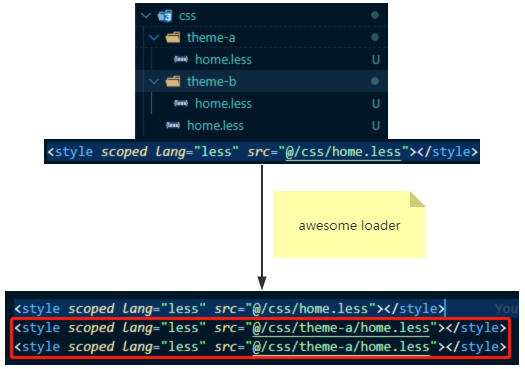 css
theme-a
{less} home.less U
theme-b
{less} home.less U
{less} home.less U
<style scoped lang="less" src="@/css/home.less"></style>
awesome loader
<style scoped lang="less" src="@/css/home.less"></style> You
<style scoped lang="less" src="@/css/theme-a/home.less"></style>
<style scoped lang="less" src="@/css/theme-a/home.less"></style>